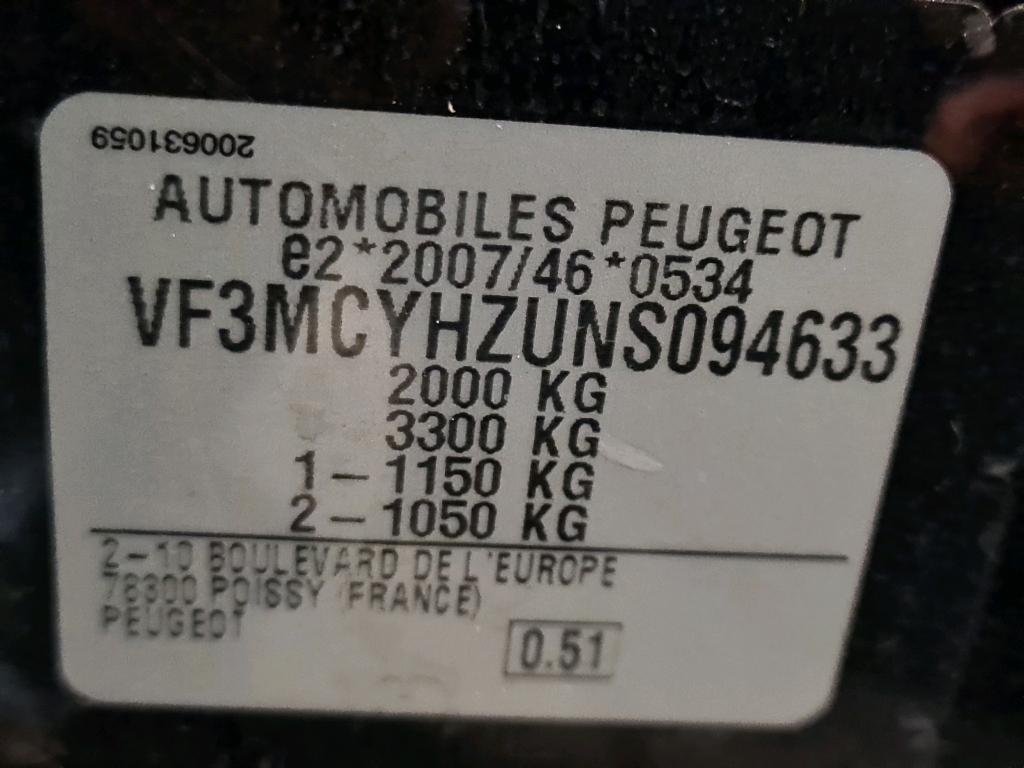 200631059
AUTOMOBILES PEUGEOT
e2*2007/46*0534
VF3MCYHZUNS094633
2000 KG
3300 KG
1 – 1150 KG
2 – 1050 KG
2–10 BOULEVARD DE L'EUROPE
78300 POISSY (FRANCE)
PEUGEOT
0.51